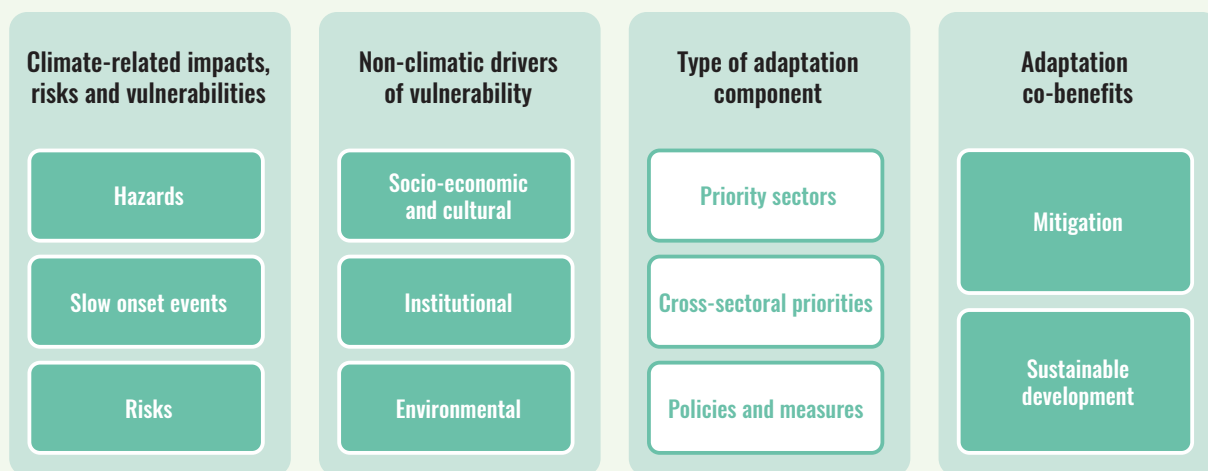 Climate-related impacts,
risks and vulnerabilities
Hazards
Slow onset events
Risks
Non-climatic drivers
of vulnerability
Socio-economic
and cultural
Institutional
Environmental
Type of adaptation
component
Priority sectors
Cross-sectoral priorities
Policies and measures
Adaptation
co-benefits
Mitigation
Sustainable
development